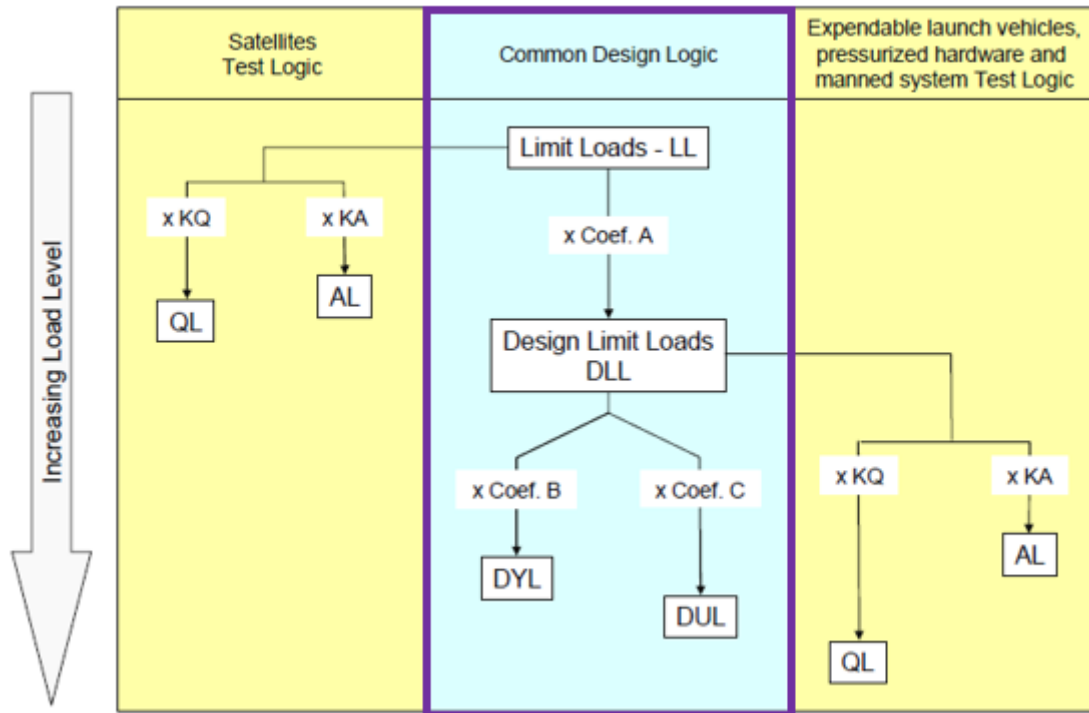 Satellites
Test Logic
Common Design Logic
Expendable launch vehicles,
pressurized hardware and
manned system Test Logic
Increasing Load Level
Limit Loads - LL
x KQ
x KA
x Coef. A
QL
AL
Design Limit Loads
DLL
x Coef. B
x Coef. C
x KQ
x KA
DYL
DUL
AL
QL